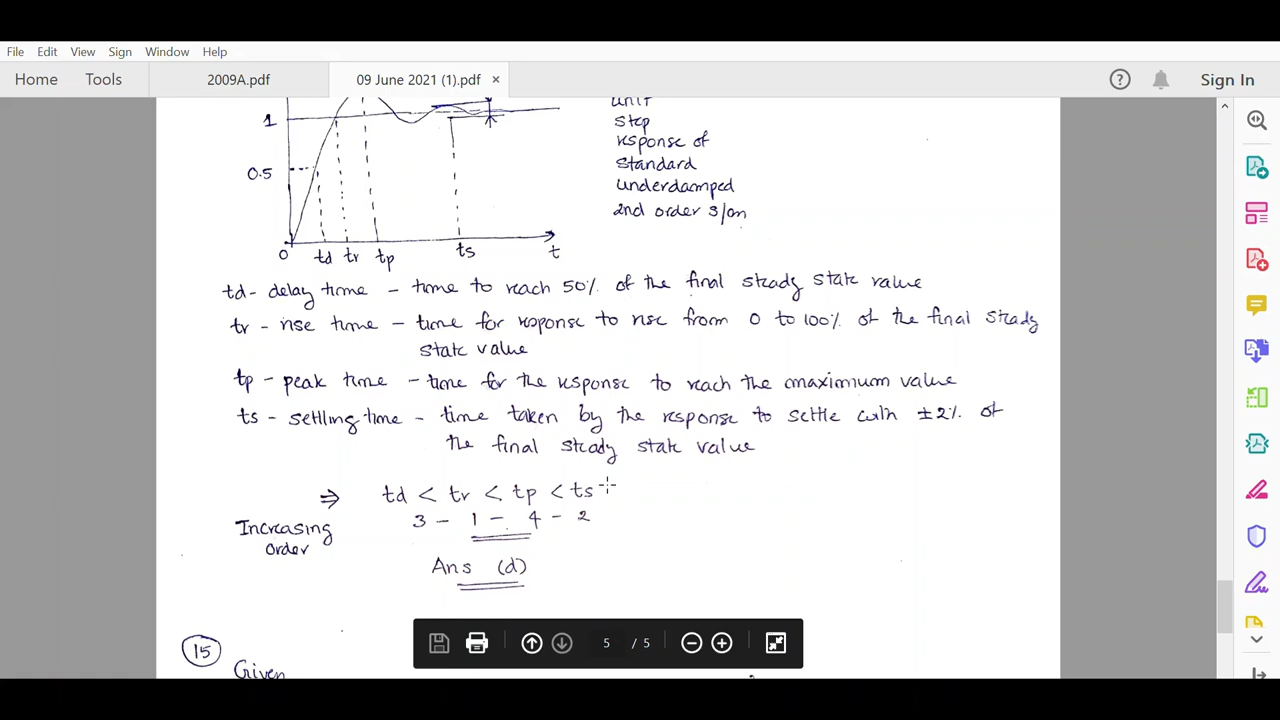 File Edit View Sign Window Help
Home Tools 2009A.pdf 09 June 2021 (1).pdf × Sign In
unit
1
step
response of
0.5
standard
underdamped
2nd order s/m
0 td tr tp ts t
td - delay time - time to reach 50% of the final steady state value
tr - rise time - time for response to rise from 0 to 100% of the final steady
state value
tp - peak time - time for the response to reach the maximum value
ts - settling time - time taken by the response to settle with ±2% of
the final steady state value
⇒ td < tr < tp < ts
Increasing 3 - 1 - 4 - 2
order
Ans (d)
5 / 5
15
Given